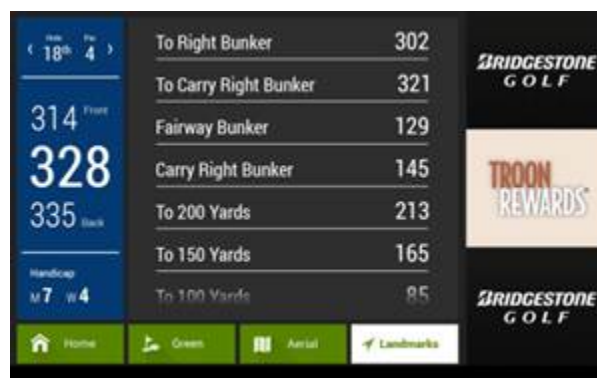 Hole Par
‹ 18th 4 ›
314 Front
328
335 Back
Handicap
M 7 W 4
To Right Bunker 302
To Carry Right Bunker 321
Fairway Bunker 129
Carry Right Bunker 145
To 200 Yards 213
To 150 Yards 165
To 100 Yards 85
Home
Green
Aerial
Landmarks
BRIDGESTONE
GOLF
TROON
REWARDS
BRIDGESTONE
GOLF